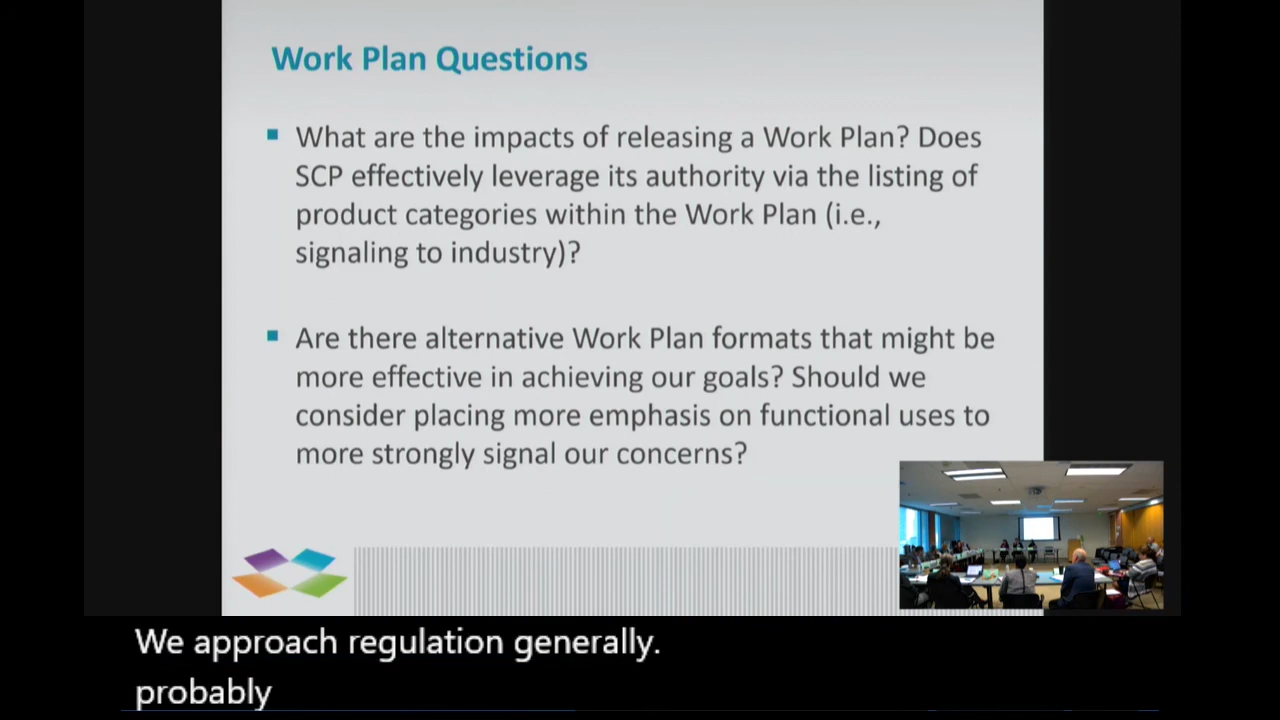 Work Plan Questions
What are the impacts of releasing a Work Plan? Does
SCP effectively leverage its authority via the listing of
product categories within the Work Plan (i.e.,
signaling to industry)?
Are there alternative Work Plan formats that might be
more effective in achieving our goals? Should we
consider placing more emphasis on functional uses to
more strongly signal our concerns?
We approach regulation generally.
probably